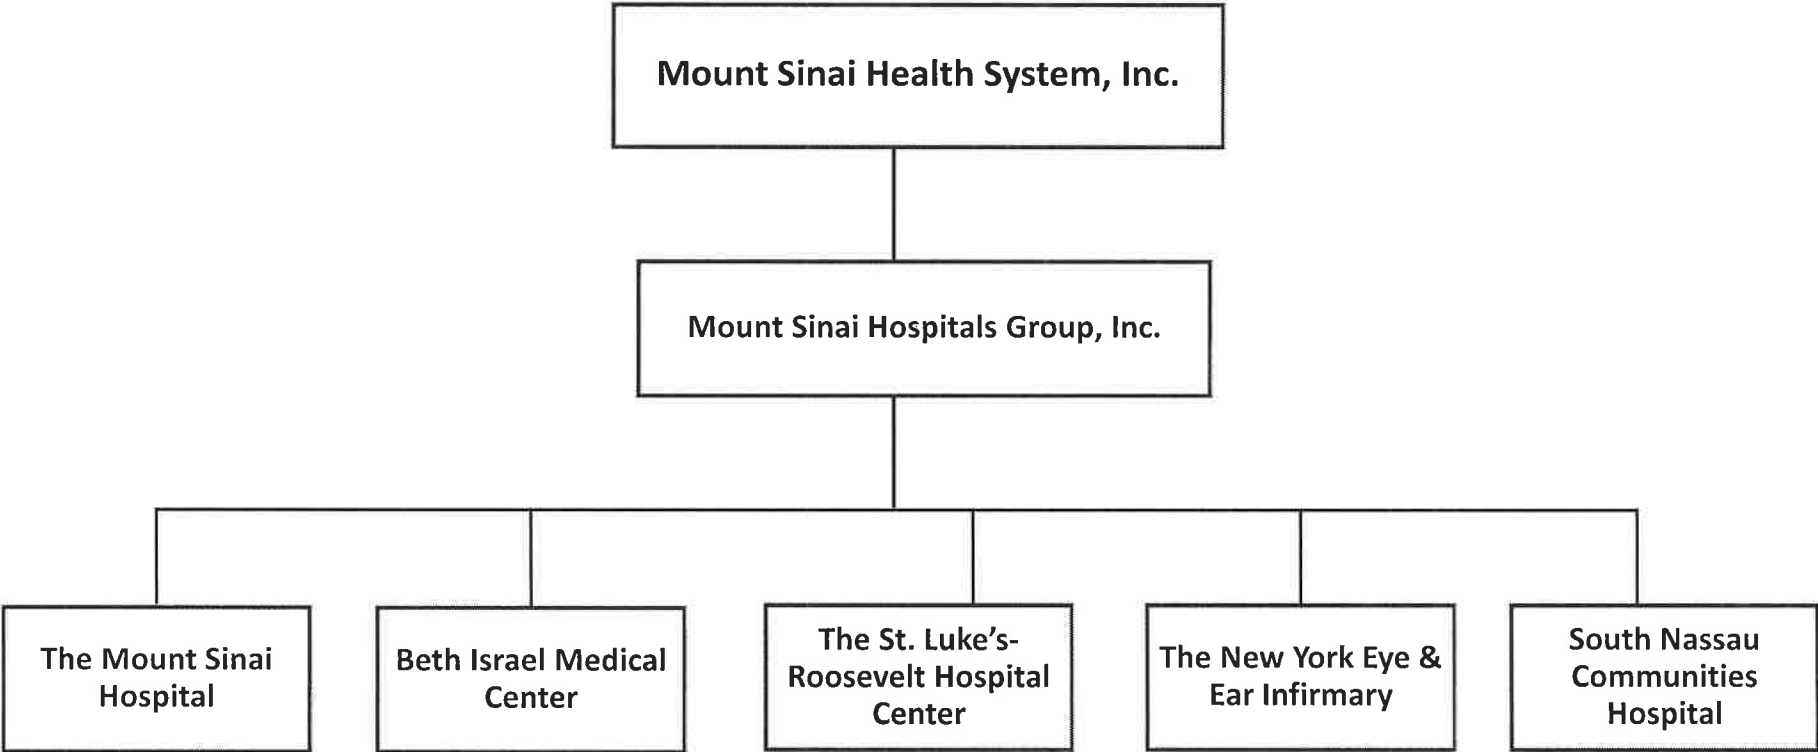 Mount Sinai Health System, Inc.
Mount Sinai Hospitals Group, Inc.
The Mount Sinai
Hospital
Beth Israel Medical
Center
The St. Luke’s-
Roosevelt Hospital
Center
The New York Eye &
Ear Infirmary
South Nassau
Communities
Hospital